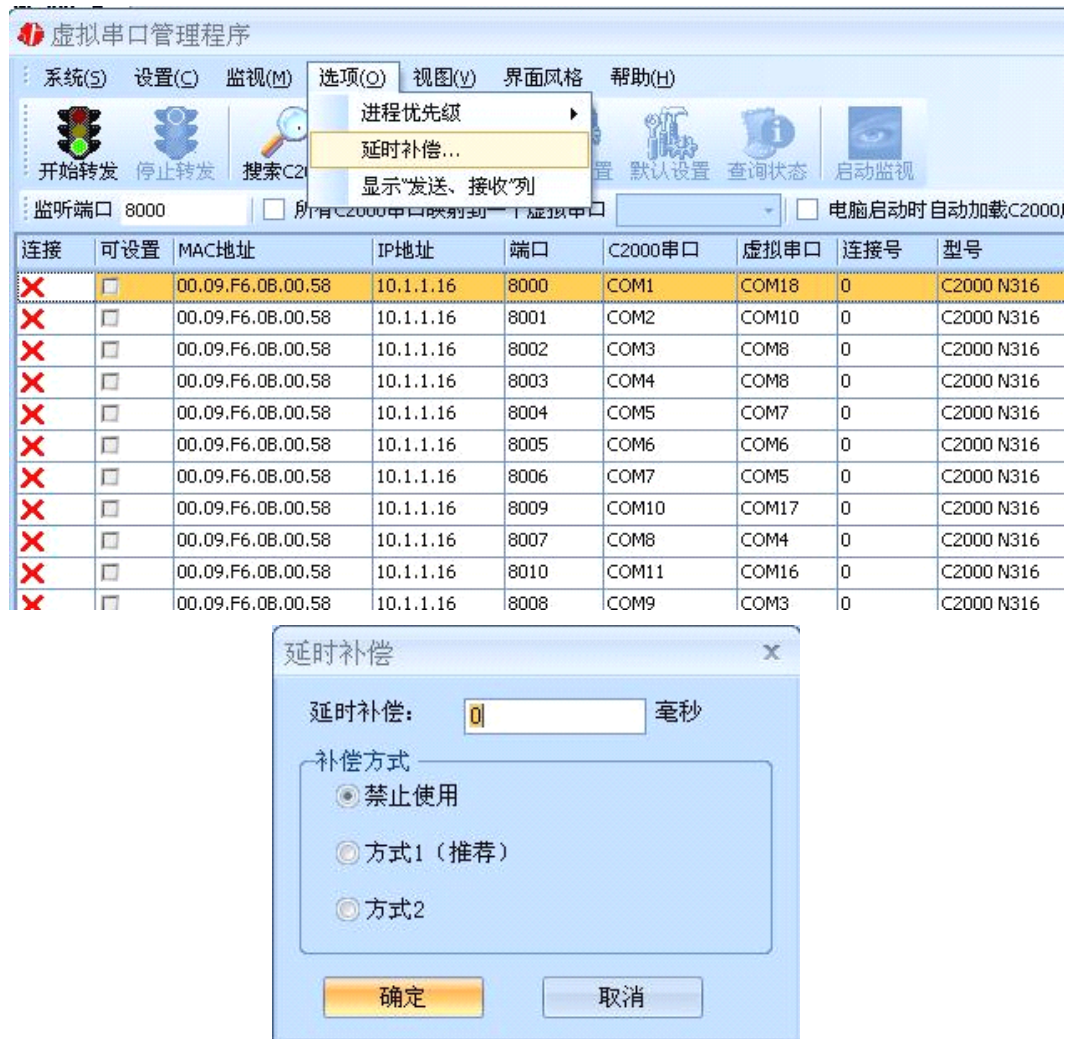 虚拟串口管理程序
系统(S) 设置(C) 监视(M) 选项(O) 视图(V) 界面风格 帮助(H)
进程优先级
延时补偿...
显示"发送、接收"列
开始转发 停止转发 搜索C20 置 默认设置 查询状态 启动监视
监听端口 8000 所有C2000串口映射到一个虚拟串口 电脑启动时自动加载C2000
连接 可设置 MAC地址 IP地址 端口 C2000串口 虚拟串口 连接号 型号
00.09.F6.0B.00.58 10.1.1.16 8000 COM1 COM18 0 C2000 N316
00.09.F6.0B.00.58 10.1.1.16 8001 COM2 COM10 0 C2000 N316
00.09.F6.0B.00.58 10.1.1.16 8002 COM3 COM8 0 C2000 N316
00.09.F6.0B.00.58 10.1.1.16 8003 COM4 COM8 0 C2000 N316
00.09.F6.0B.00.58 10.1.1.16 8004 COM5 COM7 0 C2000 N316
00.09.F6.0B.00.58 10.1.1.16 8005 COM6 COM6 0 C2000 N316
00.09.F6.0B.00.58 10.1.1.16 8006 COM7 COM5 0 C2000 N316
00.09.F6.0B.00.58 10.1.1.16 8009 COM10 COM17 0 C2000 N316
00.09.F6.0B.00.58 10.1.1.16 8007 COM8 COM4 0 C2000 N316
00.09.F6.0B.00.58 10.1.1.16 8010 COM11 COM16 0 C2000 N316
00.09.F6.0B.00.58 10.1.1.16 8008 COM9 COM3 0 C2000 N316
延时补偿
延时补偿： 0 毫秒
补偿方式
禁止使用
方式1（推荐）
方式2
确定 取消